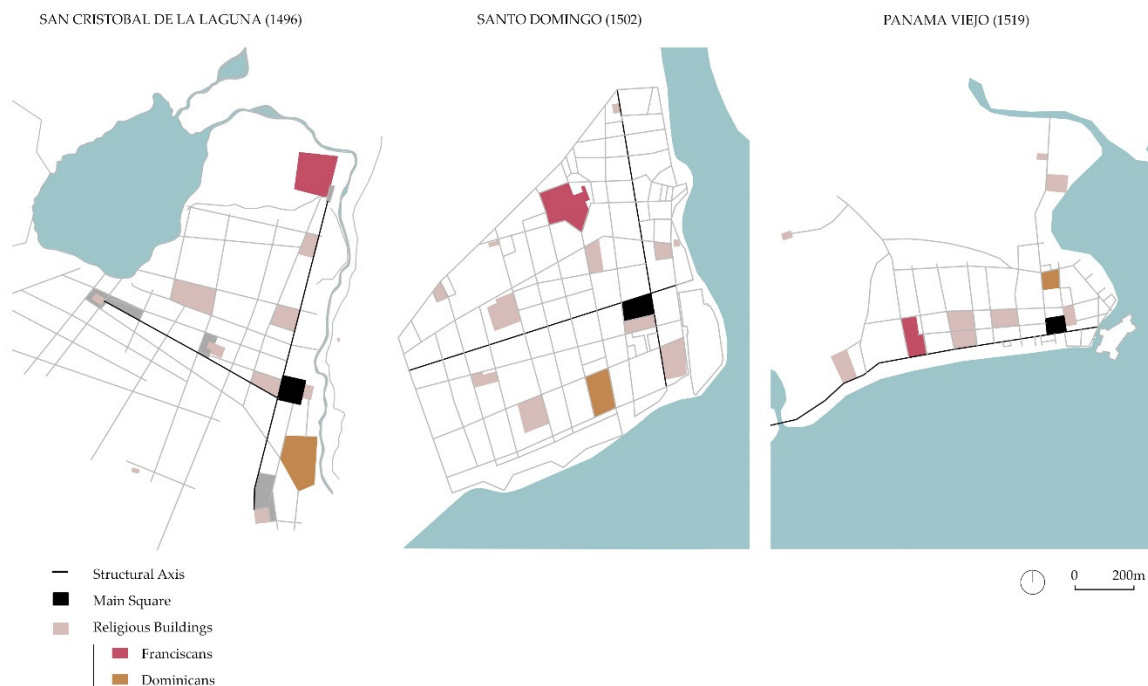 SAN CRISTOBAL DE LA LAGUNA (1496)
SANTO DOMINGO (1502)
PANAMA VIEJO (1519)
Structural Axis
Main Square
Religious Buildings
Franciscans
Dominicans
0 200m